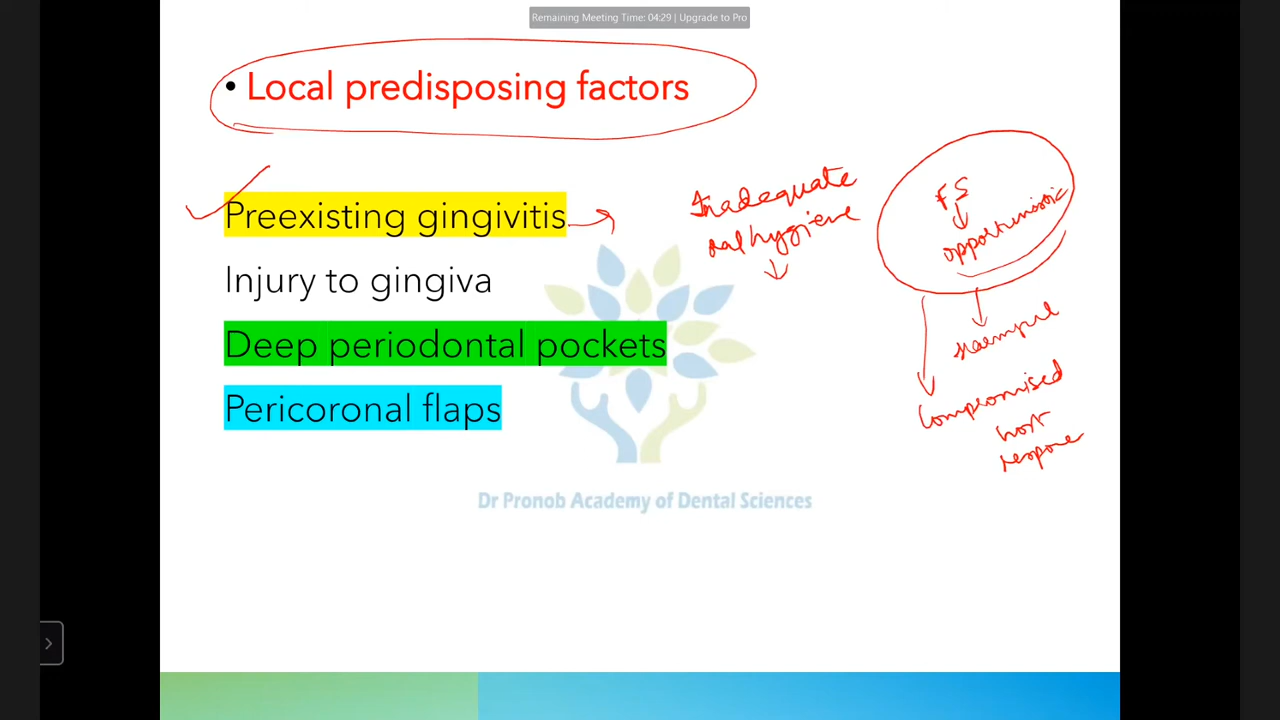 Remaining Meeting Time: 04:29 | Upgrade to Pro
• Local predisposing factors
Preexisting gingivitis
Injury to gingiva
Deep periodontal pockets
Pericoronal flaps
Inadequate
oral hygiene
FS
opportunistic
Compromised
host
response
Dr Pronob Academy of Dental Sciences